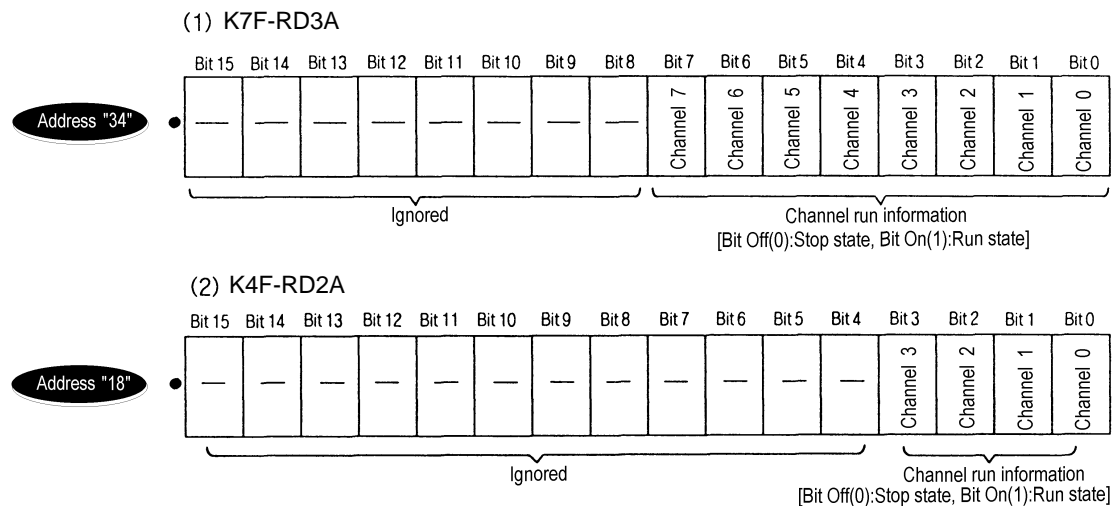 (1) K7F-RD3A
Bit 15 Bit 14 Bit 13 Bit 12 Bit 11 Bit 10 Bit 9 Bit 8 Bit 7 Bit 6 Bit 5 Bit 4 Bit 3 Bit 2 Bit 1 Bit 0
Address "34" • — — — — — — — — Channel 7 Channel 6 Channel 5 Channel 4 Channel 3 Channel 2 Channel 1 Channel 0
Ignored Channel run information
[Bit Off(0):Stop state, Bit On(1):Run state]
(2) K4F-RD2A
Bit 15 Bit 14 Bit 13 Bit 12 Bit 11 Bit 10 Bit 9 Bit 8 Bit 7 Bit 6 Bit 5 Bit 4 Bit 3 Bit 2 Bit 1 Bit 0
Address "18" • — — — — — — — — — — — — Channel 3 Channel 2 Channel 1 Channel 0
Ignored Channel run information
[Bit Off(0):Stop state, Bit On(1):Run state]